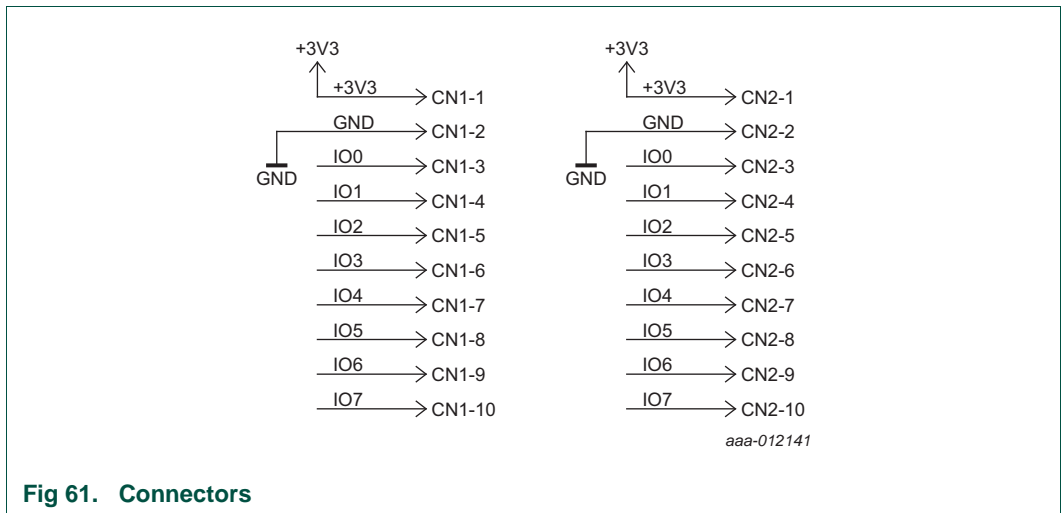 +3V3 +3V3
+3V3 CN1-1 +3V3 CN2-1
GND CN1-2 GND CN2-2
IO0 CN1-3 IO0 CN2-3
GND GND
IO1 CN1-4 IO1 CN2-4
IO2 CN1-5 IO2 CN2-5
IO3 CN1-6 IO3 CN2-6
IO4 CN1-7 IO4 CN2-7
IO5 CN1-8 IO5 CN2-8
IO6 CN1-9 IO6 CN2-9
IO7 CN1-10 IO7 CN2-10
aaa-012141
Fig 61. Connectors